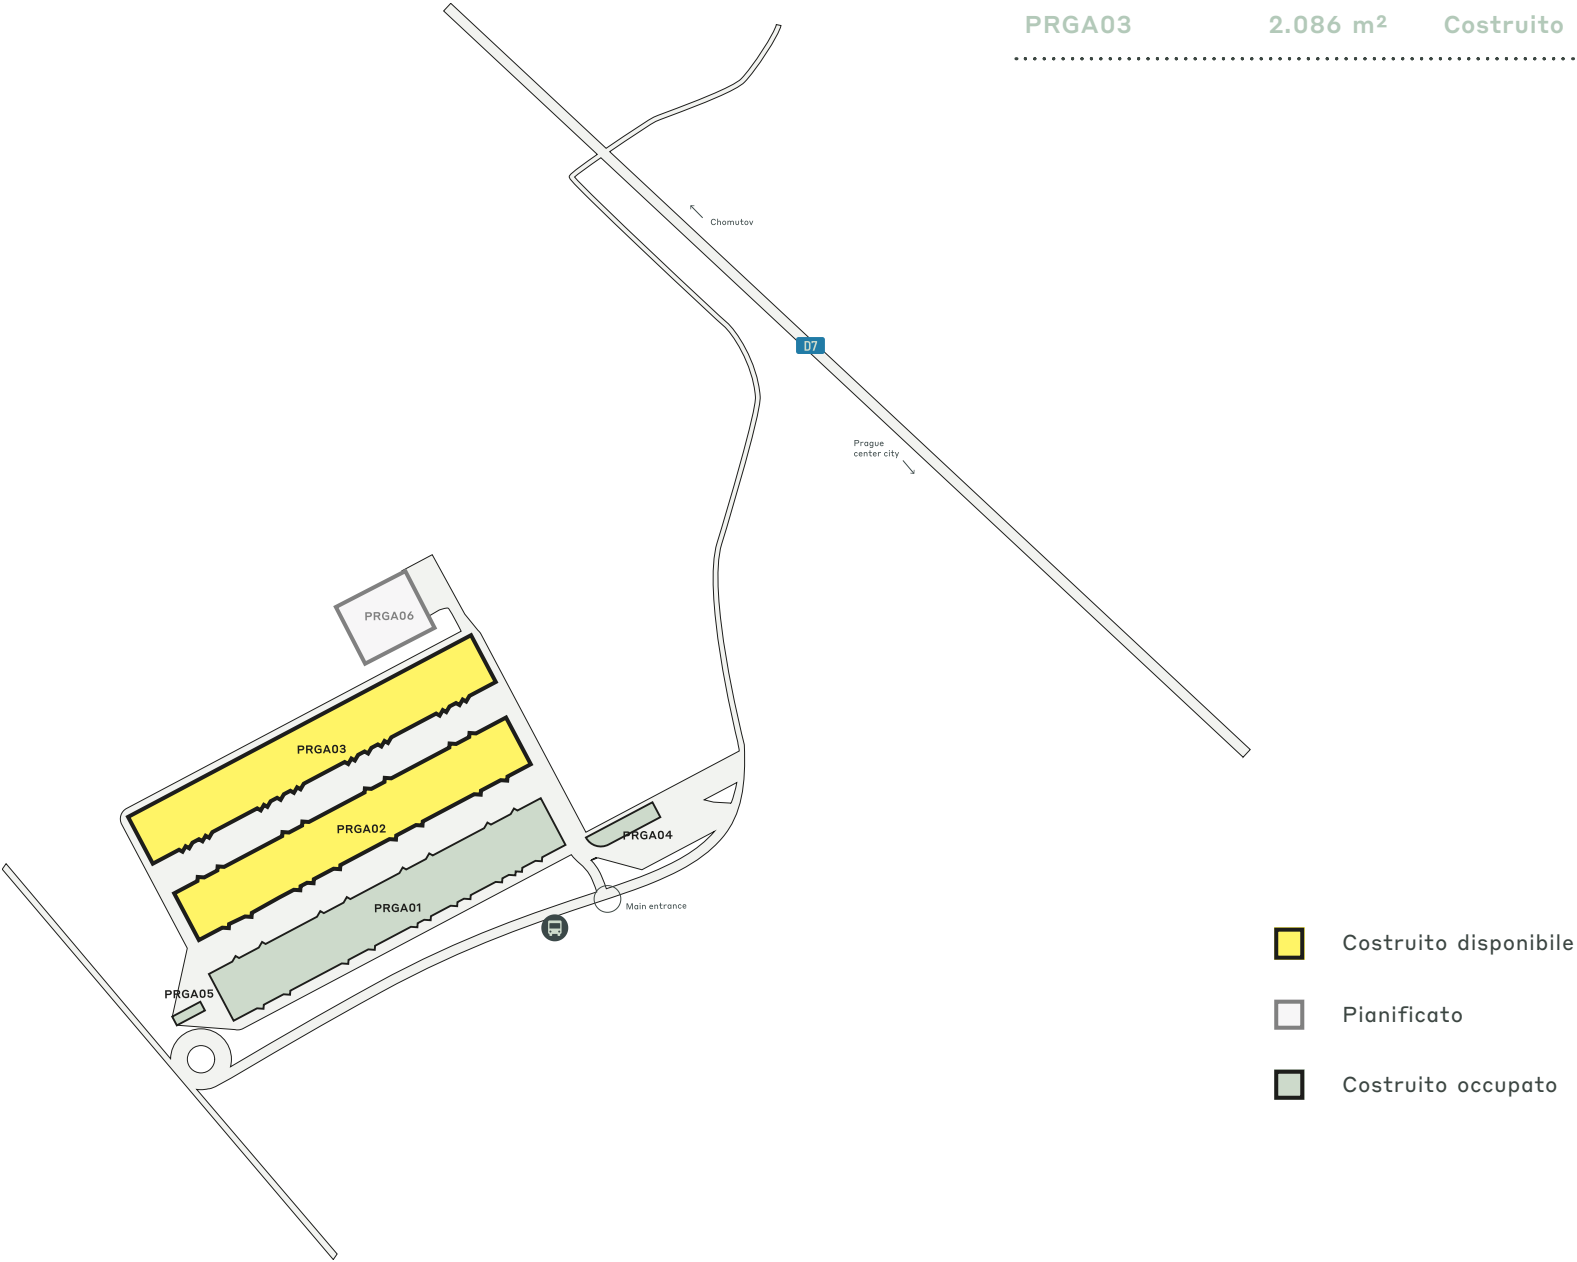 PRGA03 2.086 m² Costruito
Chomutov
D7
Prague
center city
PRGA06
PRGA03
PRGA02
PRGA04
PRGA01
Main entrance
PRGA05
Costruito disponibile
Pianificato
Costruito occupato